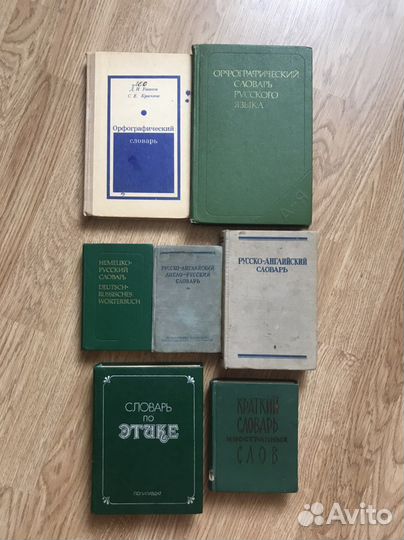 Д. Н. Ушаков
С. Е. Крючков
Орфографический
словарь
ОРФОГРАФИЧЕСКИЙ
СЛОВАРЬ
РУССКОГО
ЯЗЫКА
НЕМЕЦКО-
РУССКИЙ
СЛОВАРЬ
DEUTSCH-
RUSSISCHES
WÖRTERBUCH
РУССКО-АНГЛИЙСКИЙ
АНГЛО-РУССКИЙ
СЛОВАРЬ
РУССКО-АНГЛИЙСКИЙ
СЛОВАРЬ
СЛОВАРЬ
ПО
ЭТИКЕ
ПОЛИТИЗДАТ
КРАТКИЙ
СЛОВАРЬ
ИНОСТРАННЫХ
СЛОВ
Avito